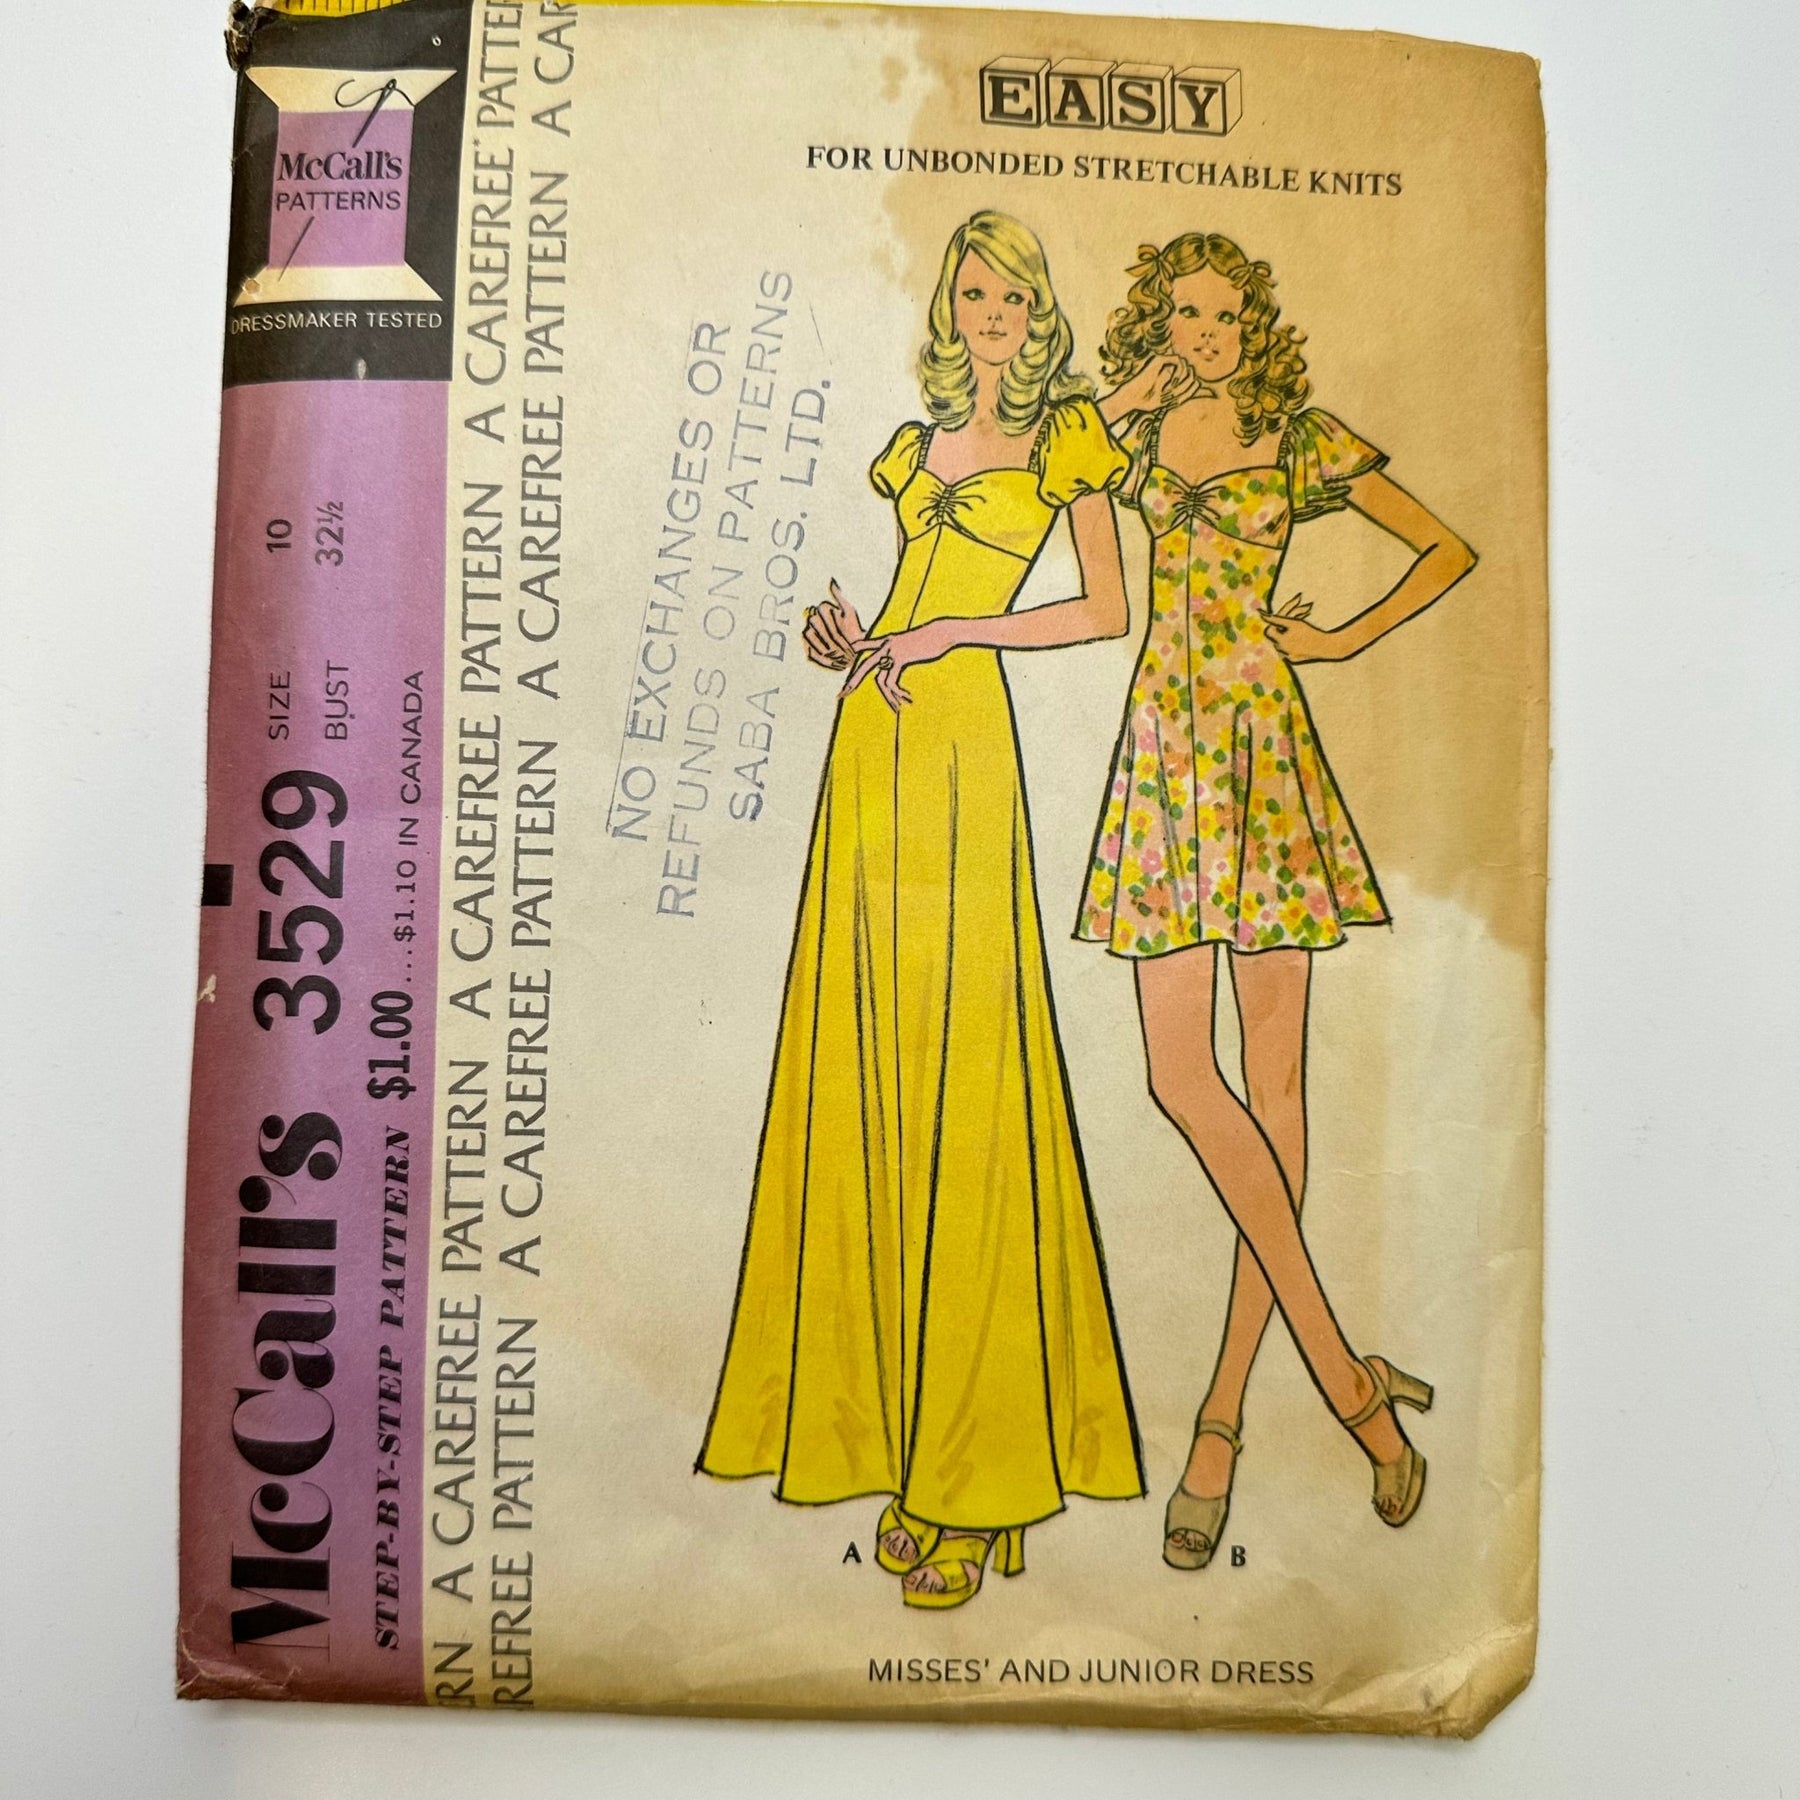 McCall's
PATTERNS
DRESSMAKER TESTED
SIZE 10
BUST 32½
McCall's 3529
STEP-BY-STEP PATTERN $1.00...$1.10 IN CANADA
RN A CAREFREE PATTERN A CAREFREE PATTERN A CAREFREE PATTERN A CAREFREE PATTER
REFREE PATTERN A CAREFREE PATTERN A CAREFREE PATTERN A CAREFREE PATTERN A CAR
EASY
FOR UNBONDED STRETCHABLE KNITS
NO EXCHANGES OR
REFUNDS ON PATTERNS
SABA BROS. LTD.
A
B
MISSES' AND JUNIOR DRESS